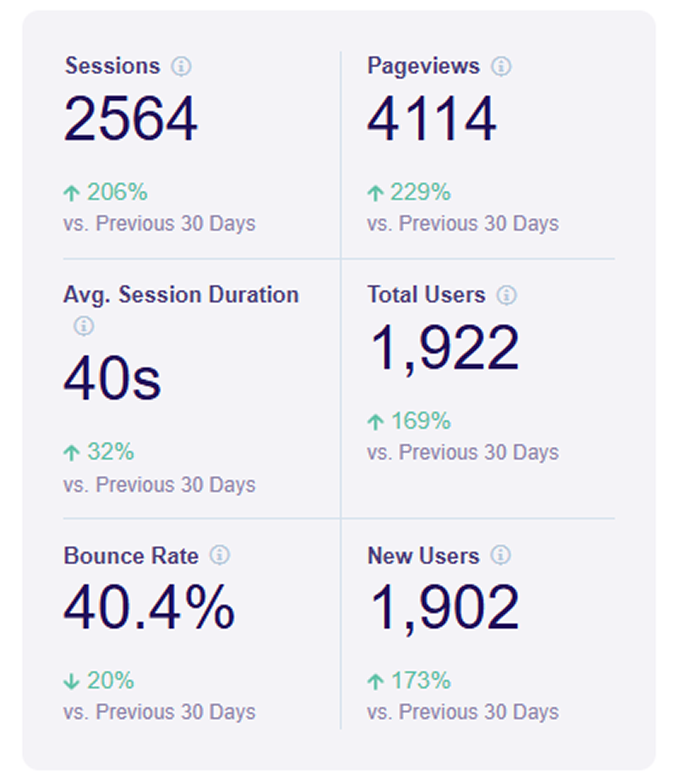 Sessions
2564
↑ 206%
vs. Previous 30 Days
Pageviews
4114
↑ 229%
vs. Previous 30 Days
Avg. Session Duration
40s
↑ 32%
vs. Previous 30 Days
Total Users
1,922
↑ 169%
vs. Previous 30 Days
Bounce Rate
40.4%
↓ 20%
vs. Previous 30 Days
New Users
1,902
↑ 173%
vs. Previous 30 Days